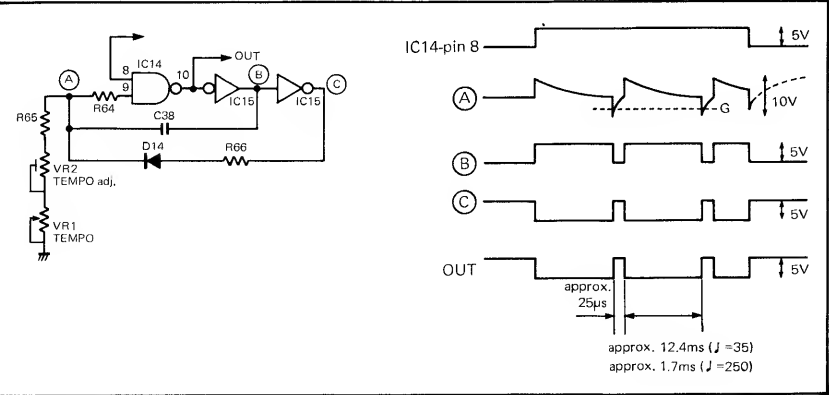 8
IC14
10
OUT
9
A
R64
IC15
B
IC15
C
R65
C38
D14
R66
VR2
TEMPO adj.
VR1
TEMPO
IC14-pin 8
5V
A
G
10V
B
5V
C
5V
OUT
5V
approx.
25μs
approx. 12.4ms (♩=35)
approx. 1.7ms (♩=250)